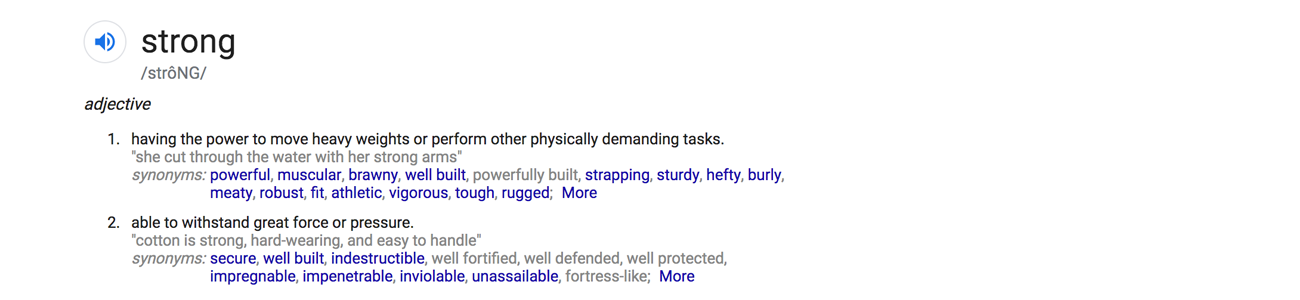 strong
/strôNG/
adjective
1. having the power to move heavy weights or perform other physically demanding tasks.
"she cut through the water with her strong arms"
synonyms: powerful, muscular, brawny, well built, powerfully built, strapping, sturdy, hefty, burly,
meaty, robust, fit, athletic, vigorous, tough, rugged; More
2. able to withstand great force or pressure.
"cotton is strong, hard-wearing, and easy to handle"
synonyms: secure, well built, indestructible, well fortified, well defended, well protected,
impregnable, impenetrable, inviolable, unassailable, fortress-like; More